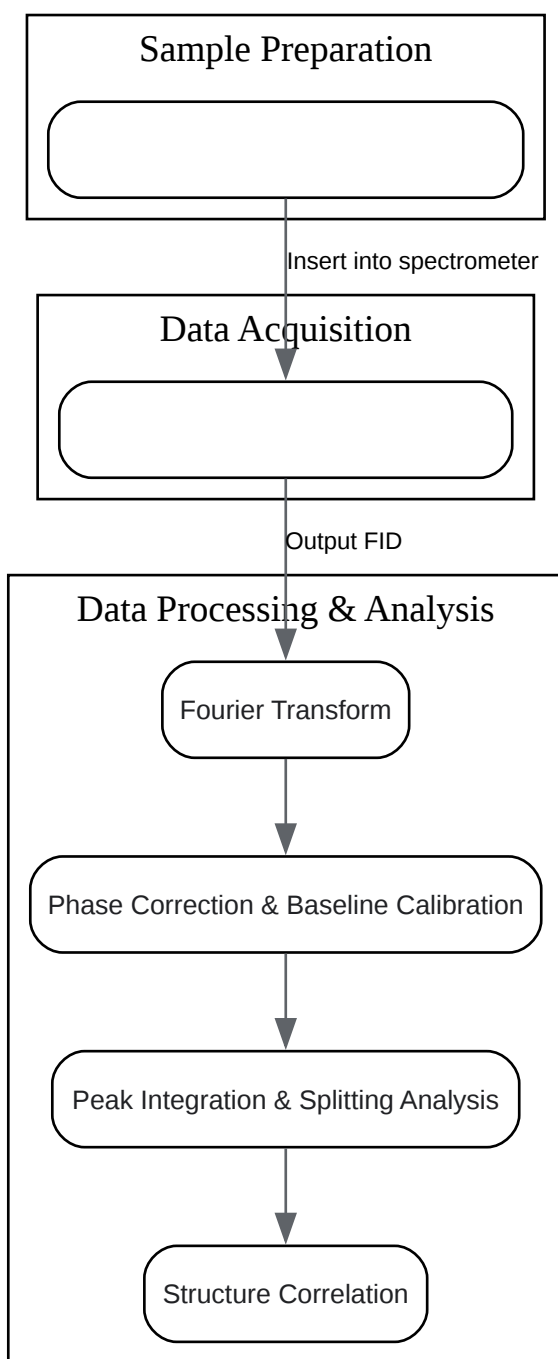 Sample Preparation
Insert into spectrometer
Data Acquisition
Output FID
Data Processing & Analysis
Fourier Transform
Phase Correction & Baseline Calibration
Peak Integration & Splitting Analysis
Structure Correlation